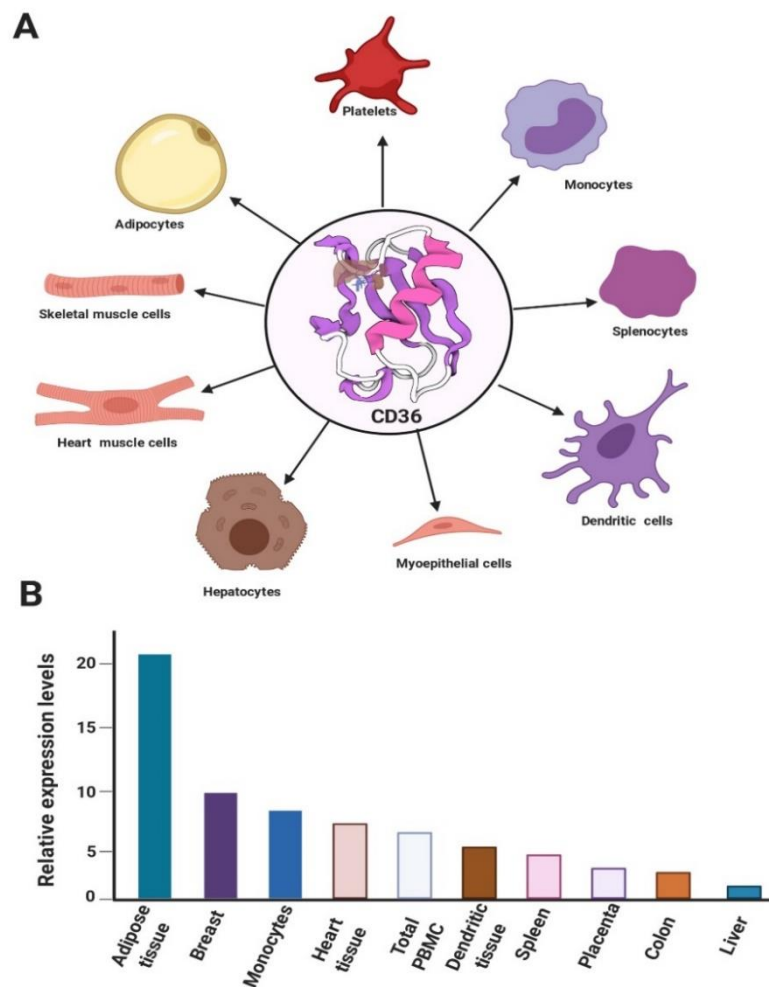 A
Platelets
Monocytes
Adipocytes
Skeletal muscle cells
Splenocytes
CD36
Heart muscle cells
Dendritic cells
Myoepithelial cells
Hepatocytes
B
Relative expression levels
20
15
10
5
0
Adipose
tissue
Breast
Monocytes
Heart
tissue
Total
PBMC
Dendritic
tissue
Spleen
Placenta
Colon
Liver